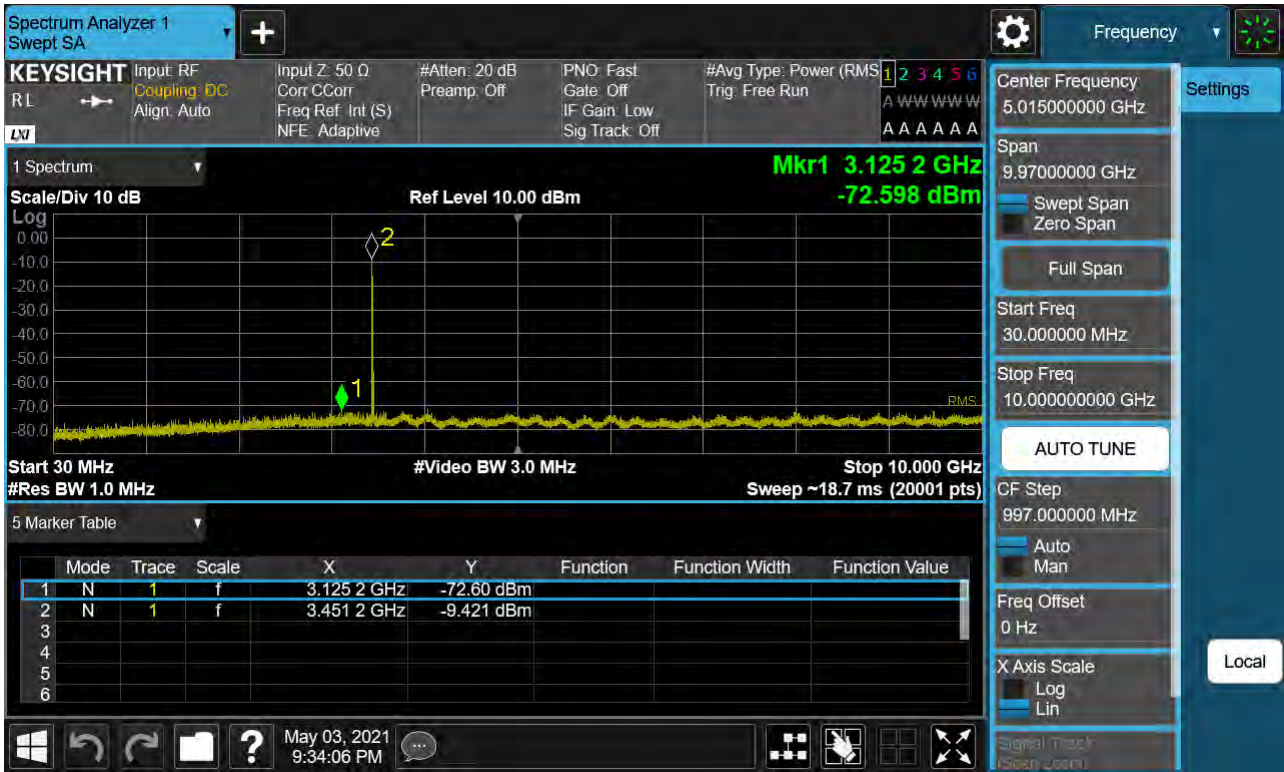 Spectrum Analyzer 1
Swept SA
Frequency
KEYSIGHT
RL
LXI
Input: RF
Coupling: DC
Align: Auto
Input Z: 50 Ω
Corr CCorr
Freq Ref: Int (S)
NFE: Adaptive
#Atten: 20 dB
Preamp: Off
PNO: Fast
Gate: Off
IF Gain: Low
Sig Track: Off
#Avg Type: Power (RMS
Trig: Free Run
1 2 3 4 5 6
A W W W W W
A A A A A A
1 Spectrum
Scale/Div 10 dB
Ref Level 10.00 dBm
Mkr1 3.125 2 GHz
-72.598 dBm
Log
0.00
-10.0
-20.0
-30.0
-40.0
-50.0
-60.0
-70.0
-80.0
2
1
RMS
Start 30 MHz
#Video BW 3.0 MHz
Stop 10.000 GHz
#Res BW 1.0 MHz
Sweep ~18.7 ms (20001 pts)
5 Marker Table
Mode Trace Scale X Y Function Function Width Function Value
1 N 1 f 3.125 2 GHz -72.60 dBm
2 N 1 f 3.451 2 GHz -9.421 dBm
3
4
5
6
?
May 03, 2021
9:34:06 PM
Center Frequency
5.015000000 GHz
Settings
Span
9.97000000 GHz
Swept Span
Zero Span
Full Span
Start Freq
30.000000 MHz
Stop Freq
10.000000000 GHz
AUTO TUNE
CF Step
997.000000 MHz
Auto
Man
Freq Offset
0 Hz
X Axis Scale
Log
Lin
Local
Signal Track
(Span Zoom)